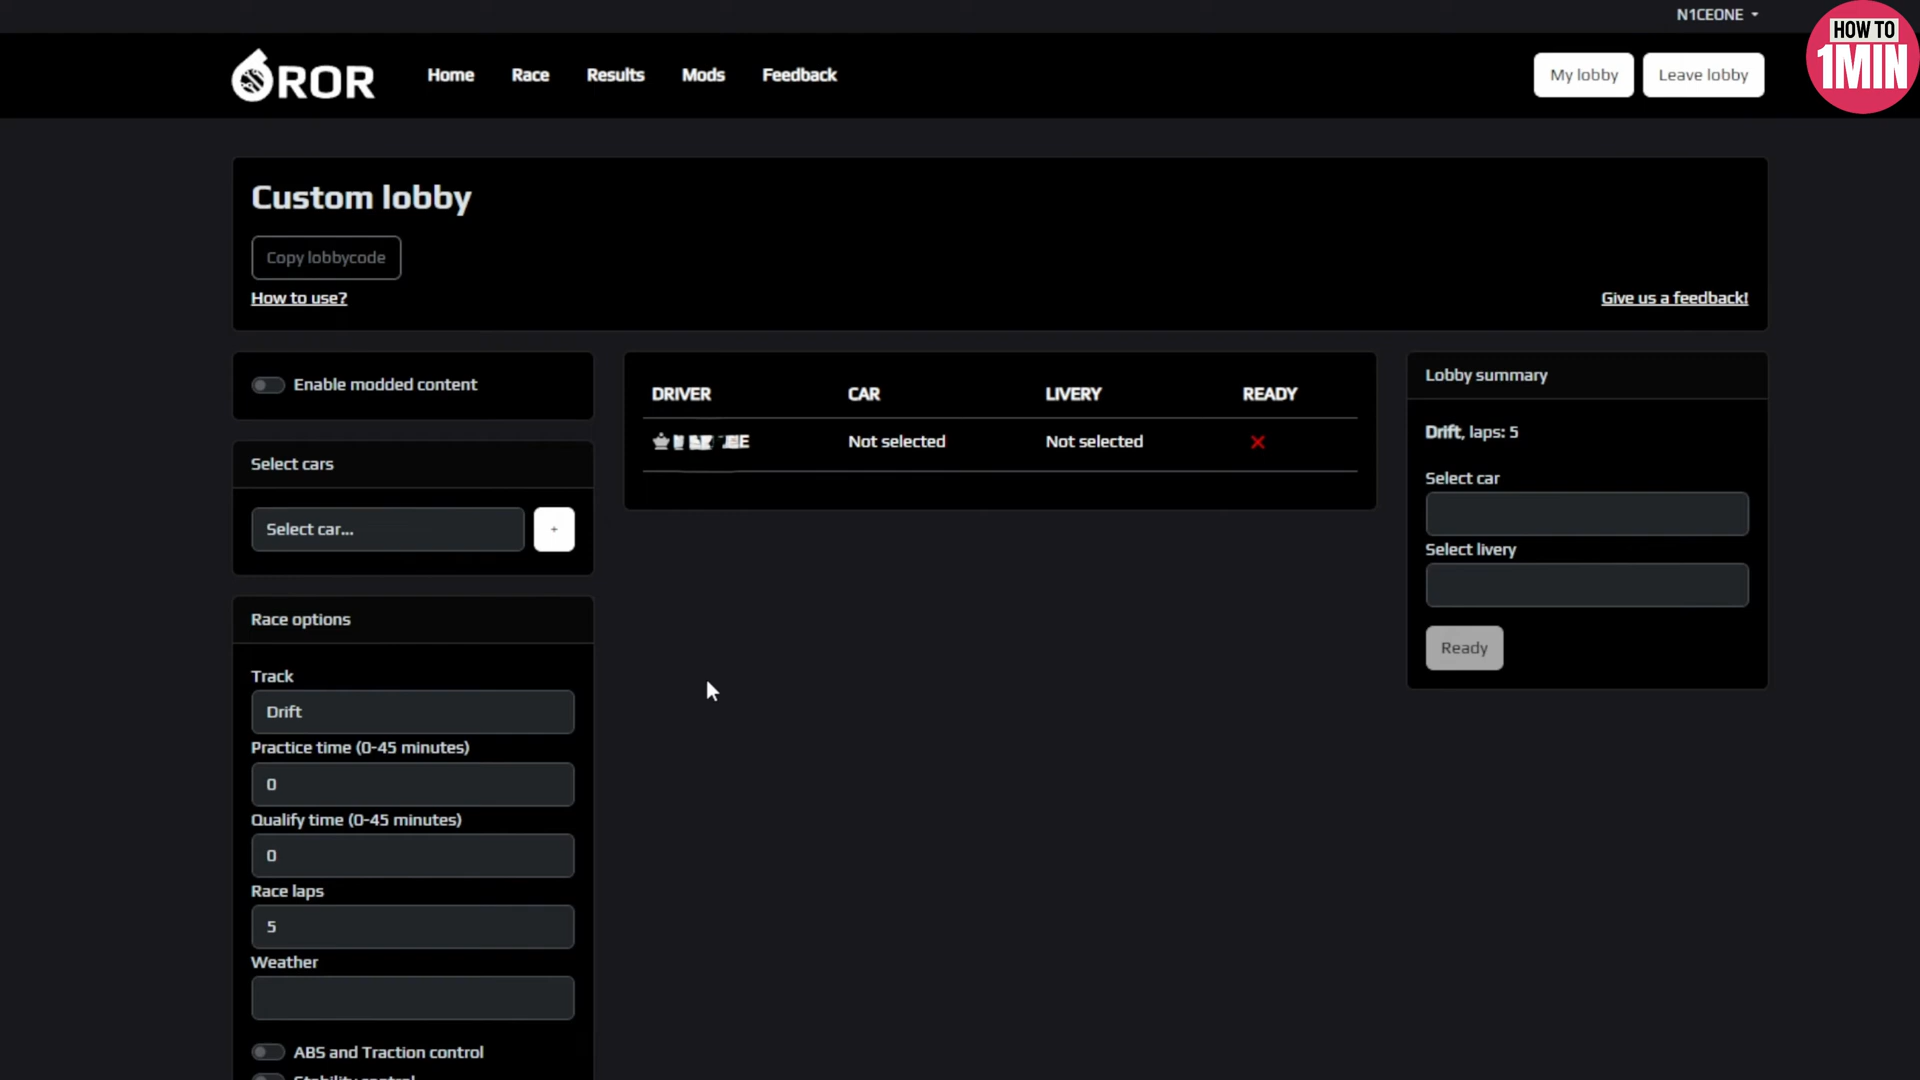 N1CEONE
HOW TO
1MIN
ROR
Home
Race
Results
Mods
Feedback
My lobby
Leave lobby
Custom lobby
Copy lobbycode
How to use?
Give us a feedback!
Enable modded content
Select cars
Select car...
+
Race options
Track
Drift
Practice time (0-45 minutes)
0
Qualify time (0-45 minutes)
0
Race laps
5
Weather
ABS and Traction control
DRIVER CAR LIVERY READY
Not selected Not selected
Lobby summary
Drift, laps: 5
Select car
Select livery
Ready